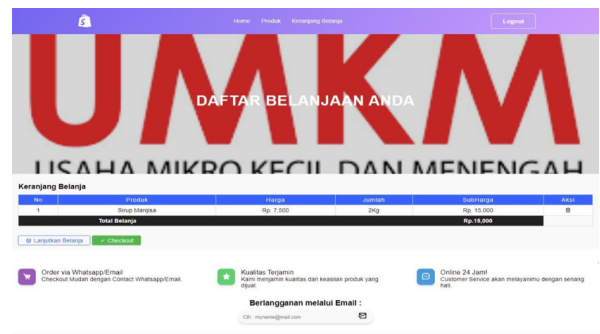 Home Produk Keranjang Belanja Logout
UMKM
DAFTAR BELANJAAN ANDA
USAHA MIKRO KECIL DAN MENENGAH
Keranjang Belanja
No Produk Harga Jumlah SubHarga Aksi
1 Sirup Marqisa Rp. 7,500 2Kg Rp. 15,000
Total Belanja Rp.15,000
Lanjutkan Belanja Checkout
Order via Whatsapp/Email
Checkout Mudah dengan Contact Whatsapp/Email.
Kualitas Terjamin
Kami menjamin kualitas dan keaslian produk yang
dijual.
Online 24 Jam!
Customer Service akan melayanimu dengan senang
hati.
Berlangganan melalui Email :
Cth : myname@mail.com